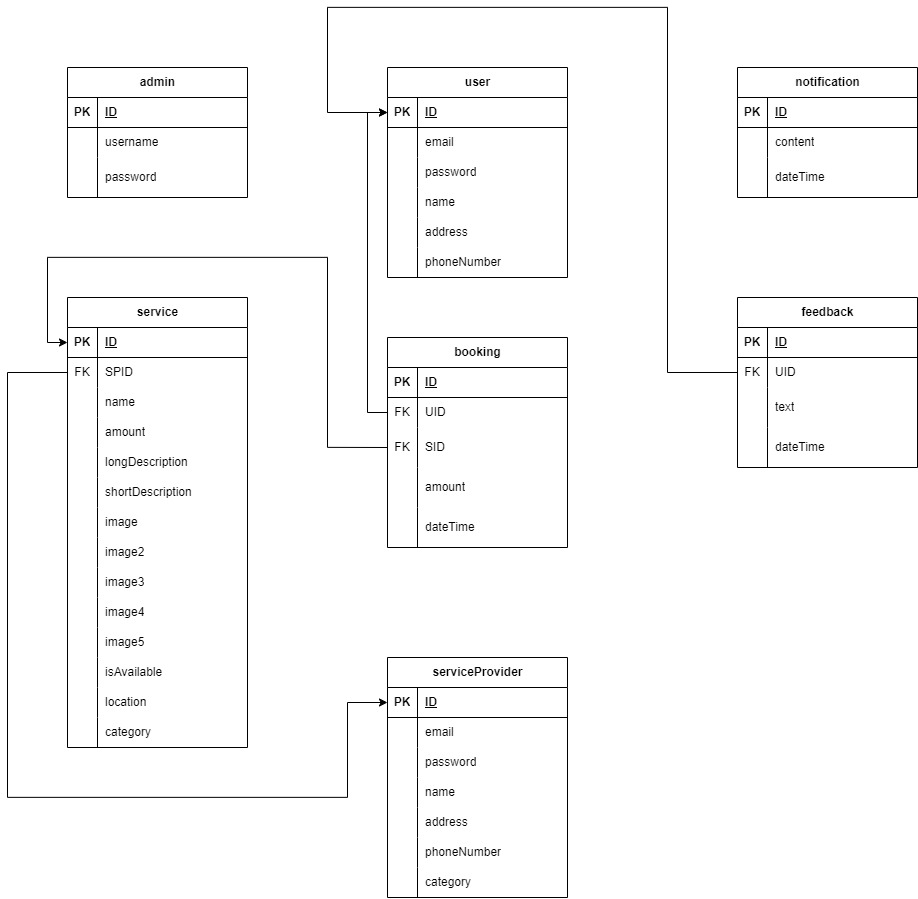 admin
PK ID
username
password
user
PK ID
email
password
name
address
phoneNumber
notification
PK ID
content
dateTime
service
PK ID
FK SPID
name
amount
longDescription
shortDescription
image
image2
image3
image4
image5
isAvailable
location
category
booking
PK ID
FK UID
FK SID
amount
dateTime
feedback
PK ID
FK UID
text
dateTime
serviceProvider
PK ID
email
password
name
address
phoneNumber
category